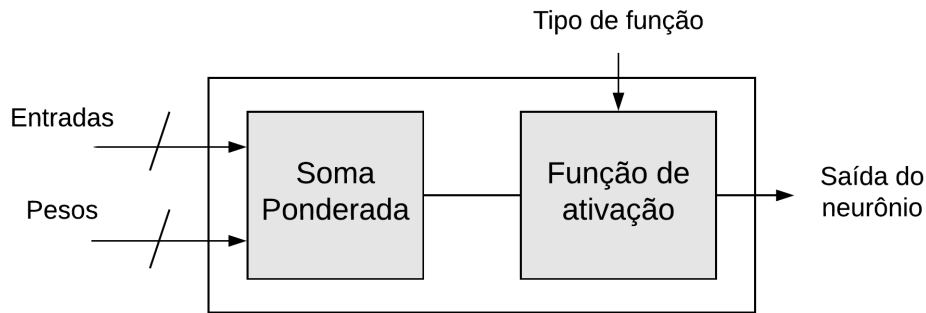 Tipo de função
Entradas
Pesos
Soma
Ponderada
Função de
ativação
Saída do
neurônio